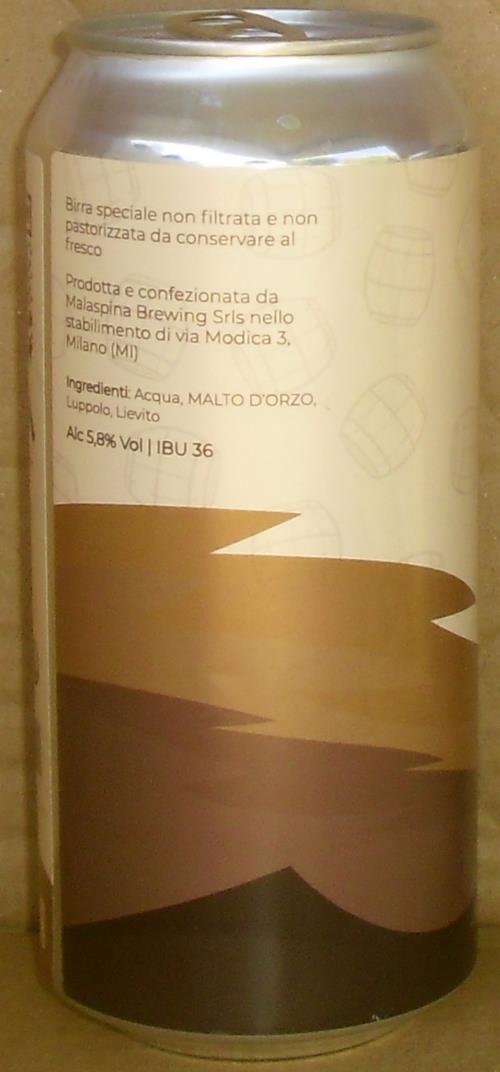 Birra speciale non filtrata e non
pastorizzata da conservare al
fresco
Prodotta e confezionata da
Malaspina Brewing Srls nello
stabilimento di via Modica 3,
Milano (MI)
Ingredienti: Acqua, MALTO D'ORZO,
Luppolo, Lievito
Alc 5,8% Vol | IBU 36